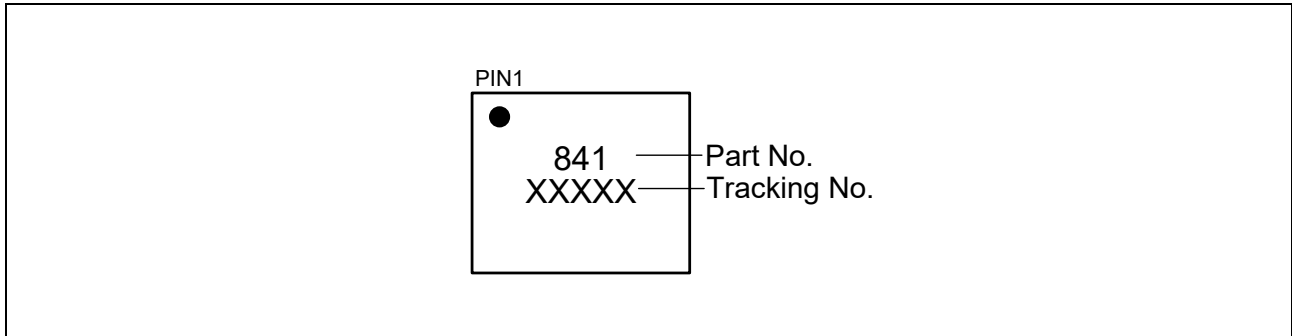 PIN1
841
Part No.
XXXXX
Tracking No.